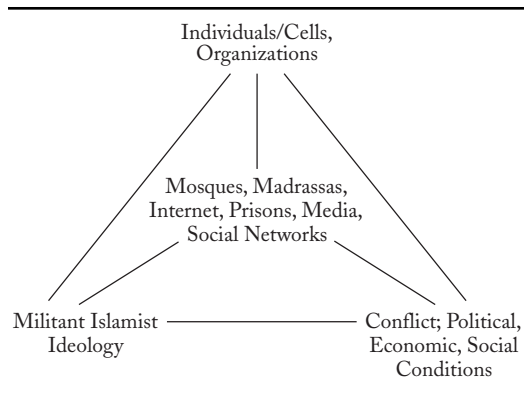 Individuals/Cells,
Organizations
Mosques, Madrassas,
Internet, Prisons, Media,
Social Networks
Militant Islamist
Ideology
Conflict; Political,
Economic, Social
Conditions